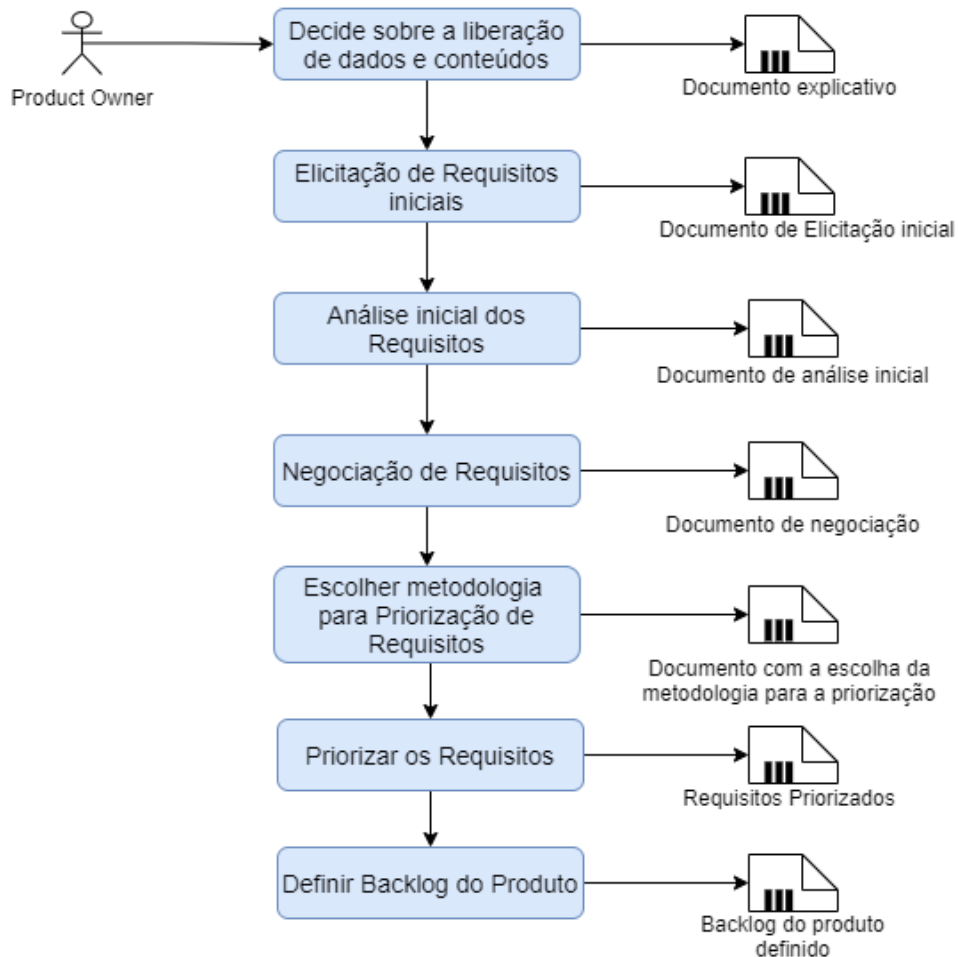 Product Owner
Decide sobre a liberação
de dados e conteúdos
Documento explicativo
Elicitação de Requisitos
iniciais
Documento de Elicitação inicial
Análise inicial dos
Requisitos
Documento de análise inicial
Negociação de Requisitos
Documento de negociação
Escolher metodologia
para Priorização de
Requisitos
Documento com a escolha da
metodologia para a priorização
Priorizar os Requisitos
Requisitos Priorizados
Definir Backlog do Produto
Backlog do produto
definido